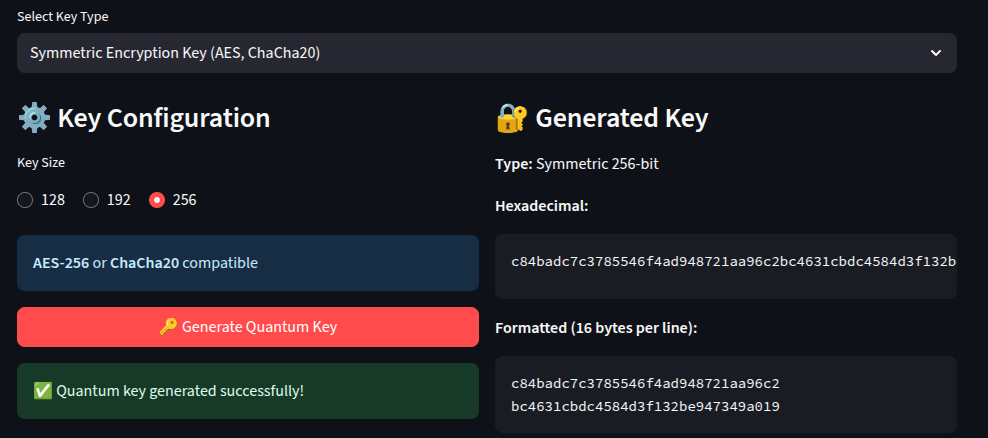 Select Key Type
Symmetric Encryption Key (AES, ChaCha20)
Key Configuration
Key Size
128 192 256
AES-256 or ChaCha20 compatible
Generate Quantum Key
Quantum key generated successfully!
Generated Key
Type: Symmetric 256-bit
Hexadecimal:
c84badc7c3785546f4ad948721aa96c2bc4631cbdc4584d3f132b
Formatted (16 bytes per line):
c84badc7c3785546f4ad948721aa96c2
bc4631cbdc4584d3f132be947349a019